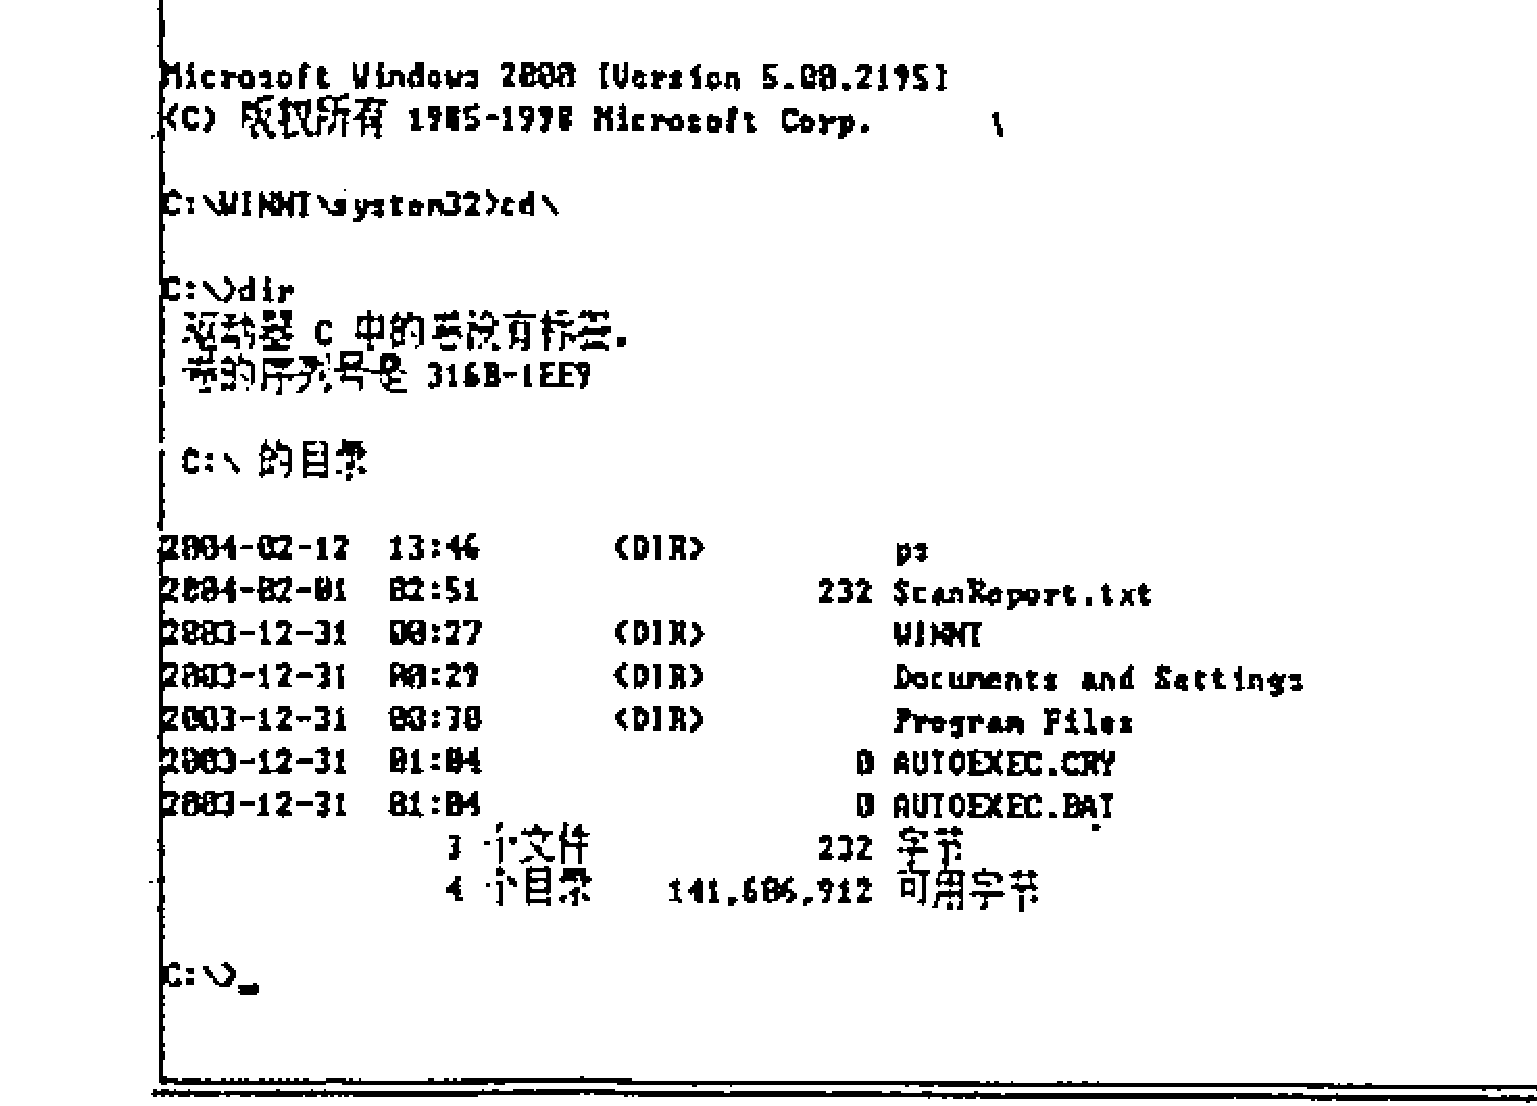 Microsoft Windows 2000 [Version 5.00.2195]
(C) 版权所有 1985-1998 Microsoft Corp.
C:\WINNT\system32>cd\
C:\>dir
驱动器 C 中的卷没有标签.
卷的序列号是 316B-1EE9
C:\ 的目录
2004-02-12 13:46 <DIR> ps
2004-02-01 02:51 232 ScanReport.txt
2003-12-31 00:27 <DIR> WINNT
2003-12-31 00:29 <DIR> Documents and Settings
2003-12-31 00:30 <DIR> Program Files
2003-12-31 01:04 0 AUTOEXEC.CRY
2003-12-31 01:04 0 AUTOEXEC.BAT
3 个文件 232 字节
4 个目录 可用字节
C:\>_